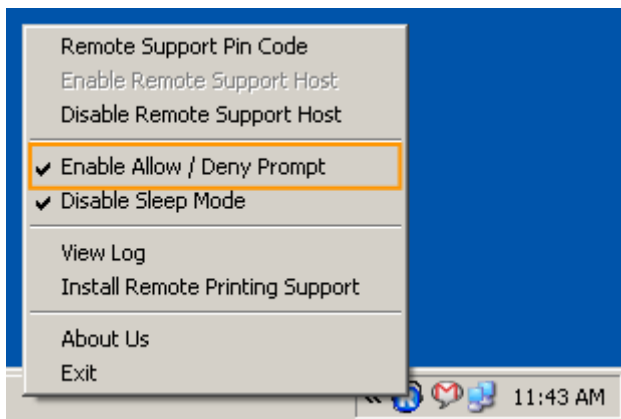 Remote Support Pin Code
Enable Remote Support Host
Disable Remote Support Host
Enable Allow / Deny Prompt
Disable Sleep Mode
View Log
Install Remote Printing Support
About Us
Exit
11:43 AM